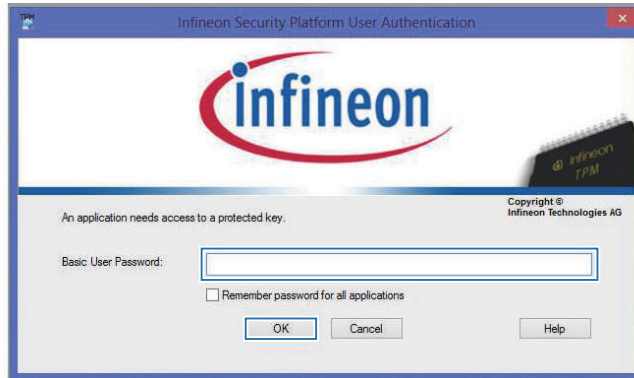 TPM
Infineon Security Platform User Authentication
infineon
infineon
TPM
Copyright ©
Infineon Technologies AG
An application needs access to a protected key.
Basic User Password:
Remember password for all applications
OK Cancel Help